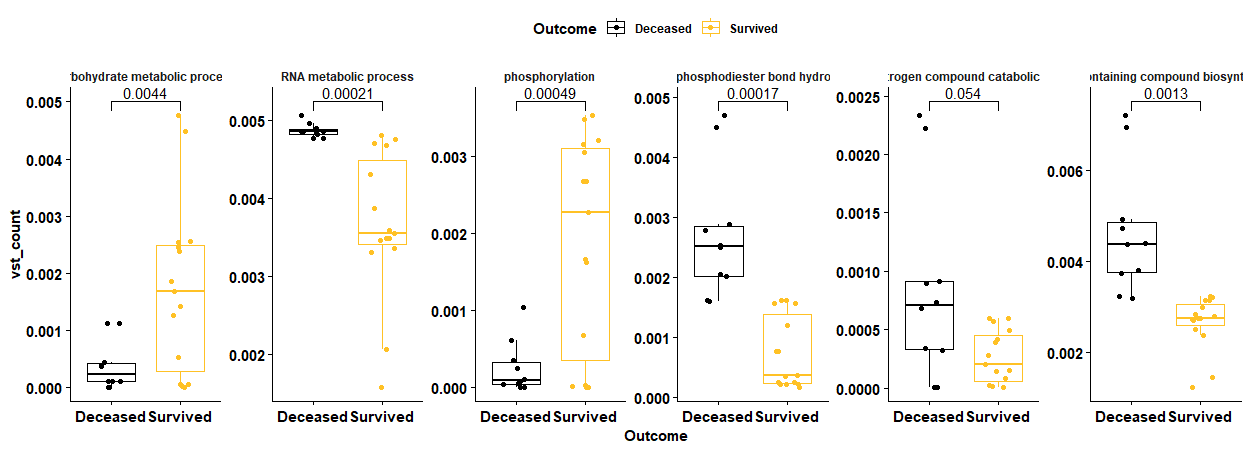 Outcome Deceased Survived
bohydrate metabolic proce
RNA metabolic process
phosphorylation
phosphodiester bond hydro
rogen compound catabolic
ontaining compound biosynt
0.0044
0.00021
0.00049
0.00017
0.054
0.0013
vst_count
0.005
0.004
0.003
0.002
0.001
0.000
0.005
0.004
0.003
0.002
0.003
0.002
0.001
0.000
0.005
0.004
0.003
0.002
0.001
0.000
0.0025
0.0020
0.0015
0.0010
0.0005
0.0000
0.006
0.004
0.002
Deceased Survived
Deceased Survived
Deceased Survived
Deceased Survived
Deceased Survived
Deceased Survived
Outcome